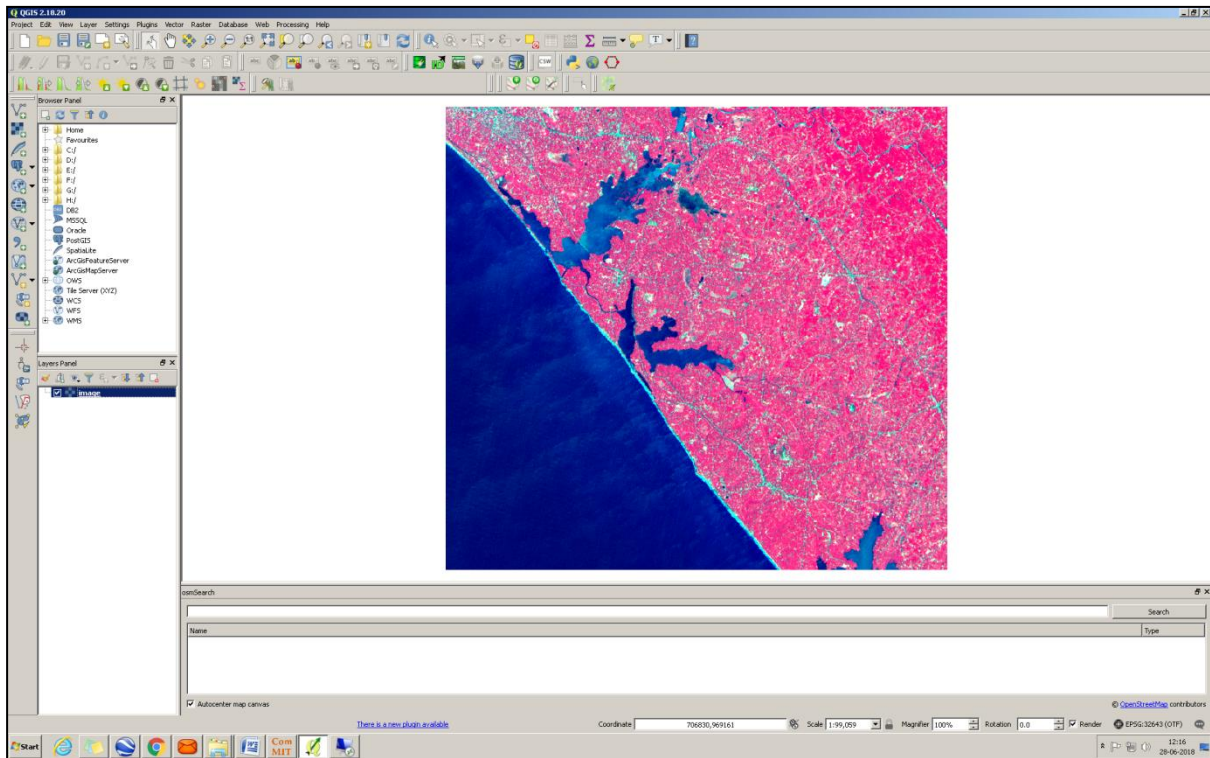 QGIS 2.18.20
Project Edit View Layer Settings Plugins Vector Raster Database Web Processing Help
CSW
Browser Panel
Home
Favourites
C:/
D:/
E:/
F:/
G:/
H:/
DB2
MSSQL
Oracle
PostGIS
SpatiaLite
ArcGisFeatureServer
ArcGisMapServer
OWS
Tile Server (XYZ)
WCS
WFS
WMS
Layers Panel
image
osmSearch
Search
Name Type
Autocenter map canvas
© OpenStreetMap contributors
There is a new plugin available Coordinate 706830,969161 Scale 1:99,059 Magnifier 100% Rotation 0.0 Render EPSG:32643 (OTF)
Start Com MIT 12:16
28-06-2018